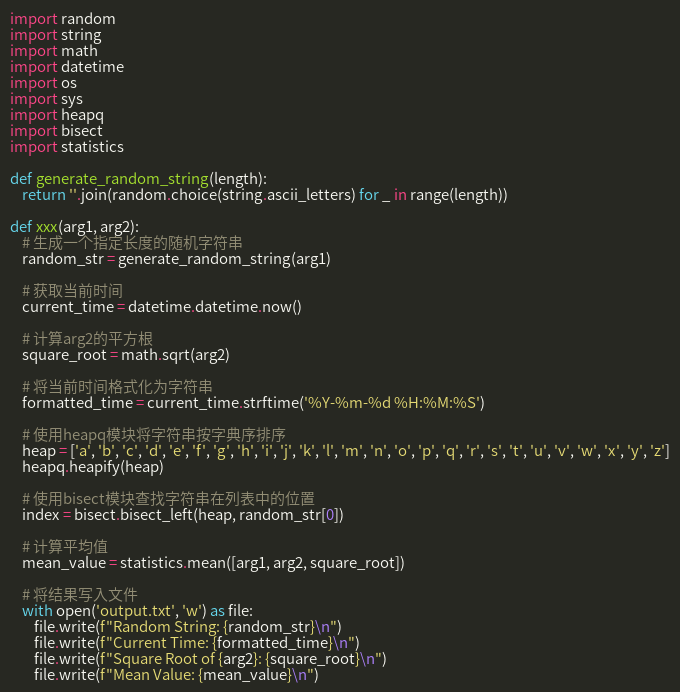 import random
import string
import math
import datetime
import os
import sys
import heapq
import bisect
import statistics

def generate_random_string(length):
    return ''.join(random.choice(string.ascii_letters) for _ in range(length))

def xxx(arg1, arg2):
    # 生成一个指定长度的随机字符串
    random_str = generate_random_string(arg1)

    # 获取当前时间
    current_time = datetime.datetime.now()

    # 计算arg2的平方根
    square_root = math.sqrt(arg2)

    # 将当前时间格式化为字符串
    formatted_time = current_time.strftime('%Y-%m-%d %H:%M:%S')

    # 使用heapq模块将字符串按字典序排序
    heap = ['a', 'b', 'c', 'd', 'e', 'f', 'g', 'h', 'i', 'j', 'k', 'l', 'm', 'n', 'o', 'p', 'q', 'r', 's', 't', 'u', 'v', 'w', 'x', 'y', 'z']
    heapq.heapify(heap)

    # 使用bisect模块查找字符串在列表中的位置
    index = bisect.bisect_left(heap, random_str[0])

    # 计算平均值
    mean_value = statistics.mean([arg1, arg2, square_root])

    # 将结果写入文件
    with open('output.txt', 'w') as file:
        file.write(f"Random String: {random_str}\n")
        file.write(f"Current Time: {formatted_time}\n")
        file.write(f"Square Root of {arg2}: {square_root}\n")
        file.write(f"Mean Value: {mean_value}\n")